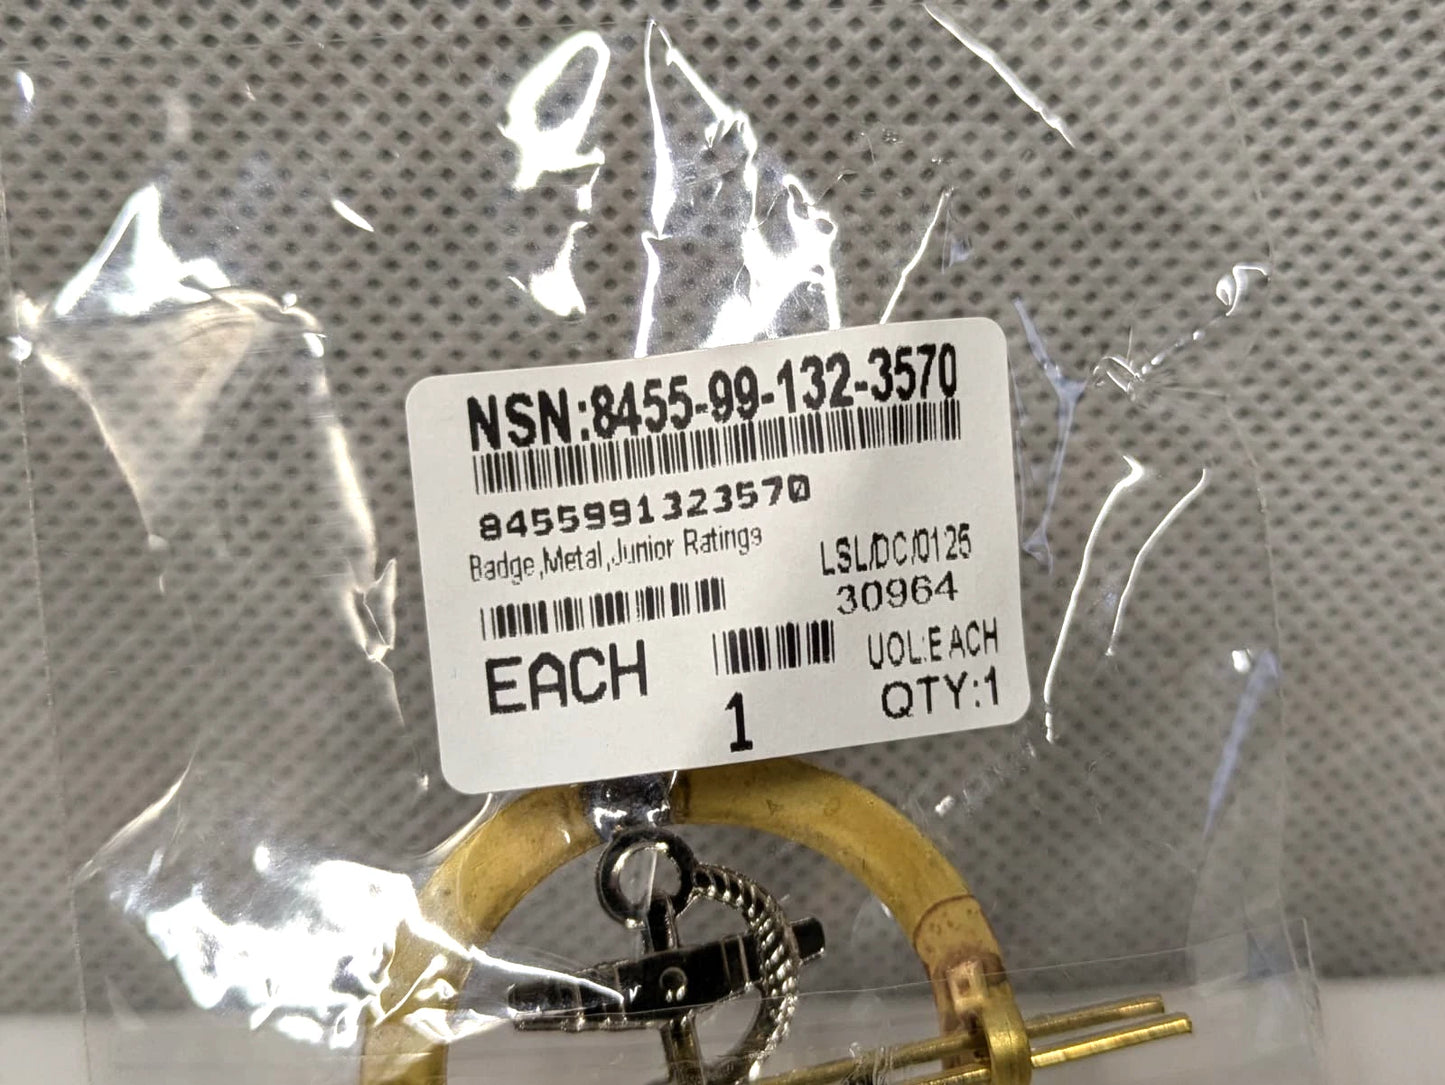 NSN:8455-99-132-3570
8455991323570
Badge,Metal,Junior Ratings
LSL/DC/0125
30964
EACH
1
UOI:EACH
QTY:1